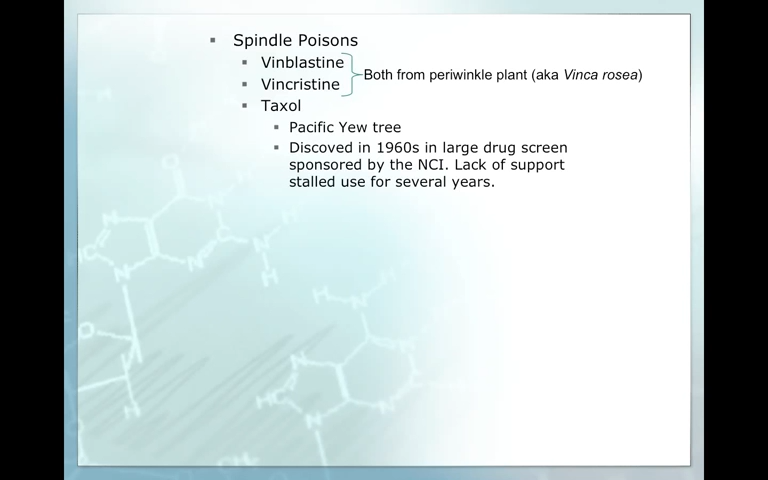 Spindle Poisons
Vinblastine
Both from periwinkle plant (aka Vinca rosea)
Vincristine
Taxol
Pacific Yew tree
Discoved in 1960s in large drug screen
sponsored by the NCI. Lack of support
stalled use for several years.